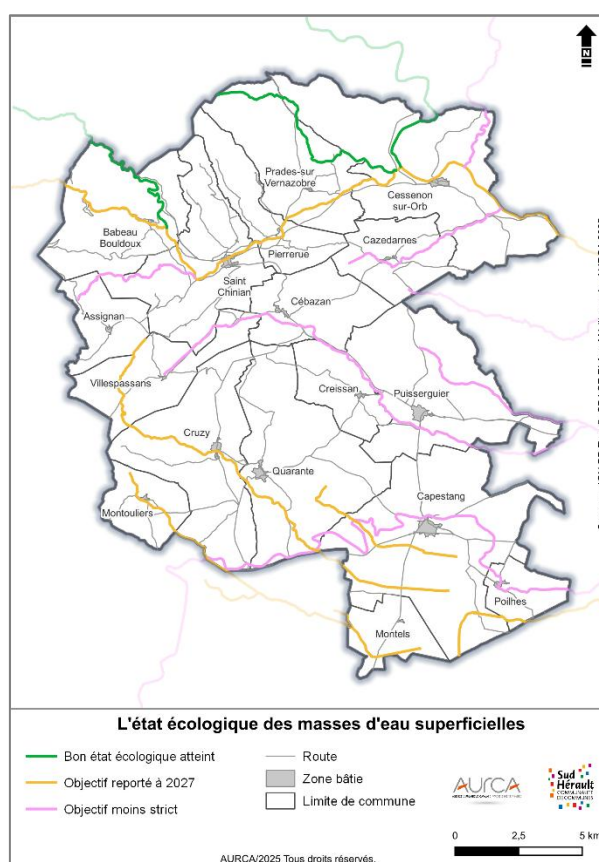 N
Prades-sur
Vernazobre
Cessenon
sur-Orb
Babeau
Bouldoux
Pierrerue
Cazedarnes
Saint
Chinian
Cébazan
Assignan
Villespassans
Creissan
Puisserguier
Cruzy
Quarante
Capestang
Montouliers
Poilhes
Montels
L'état écologique des masses d'eau superficielles
Bon état écologique atteint
Objectif reporté à 2027
Objectif moins strict
Route
Zone bâtie
Limite de commune
AURCA
Sud
Hérault
COMMUNAUTÉ
DE COMMUNES
0 2,5 5 km
AURCA/2025 Tous droits réservés.